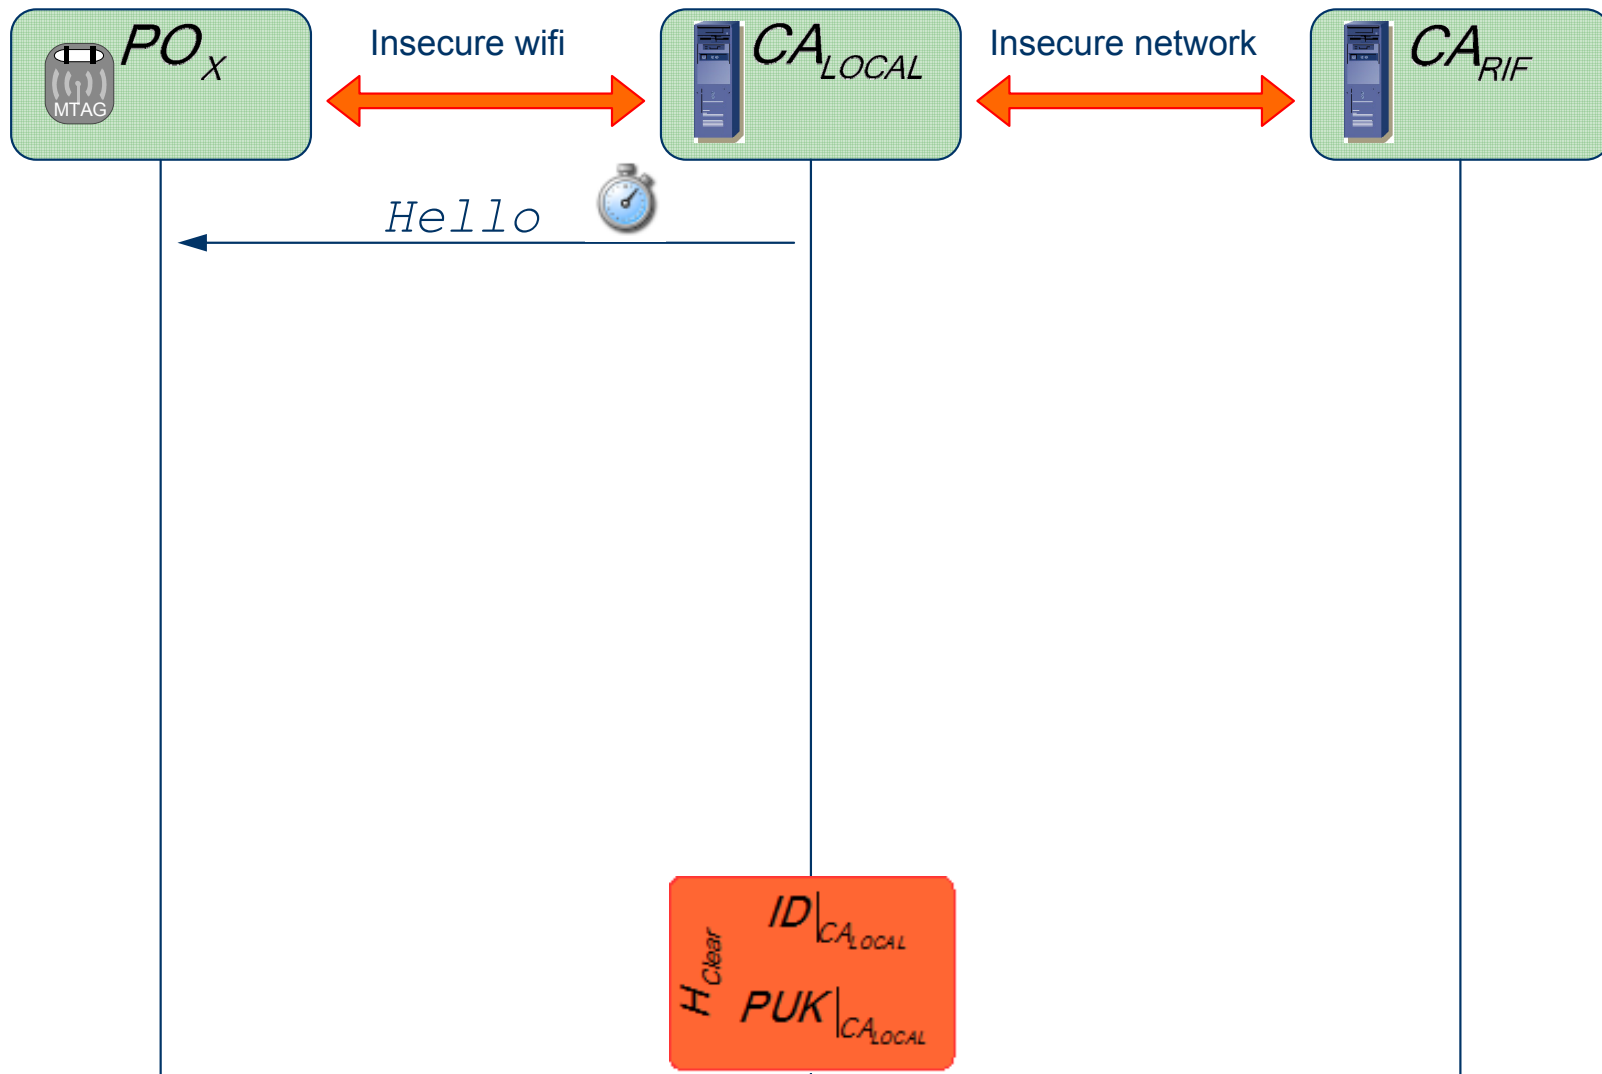 PO_X
MTAG
Insecure wifi
CA_LOCAL
Insecure network
CA_RIF
Hello
H_Clear
ID|CA_LOCAL
PUK|CA_LOCAL